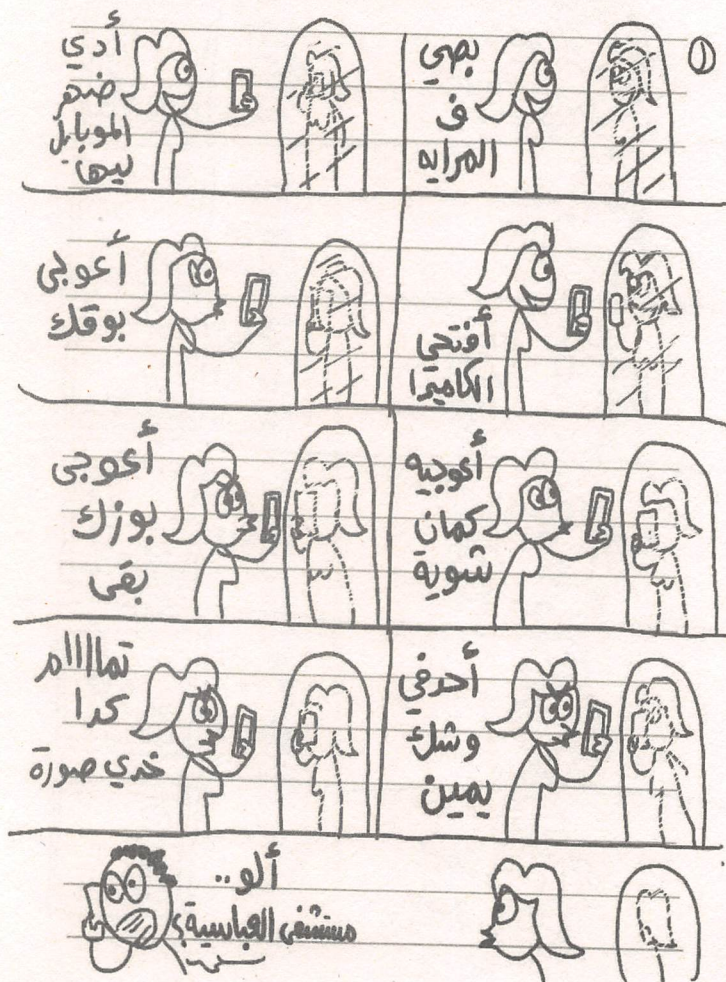 ①
بصي
ف
المرايه
أدي
ضهر
الموبايل
ليها
أفتحي
الكاميرا
أعوجي
بوقك
أعوجيه
كمان
شوية
أعوجي
بوزك
بقى
أحدفي
وشك
يمين
تماااام
كدا
خدي صورة
ألو..
مستشفى العباسية؟